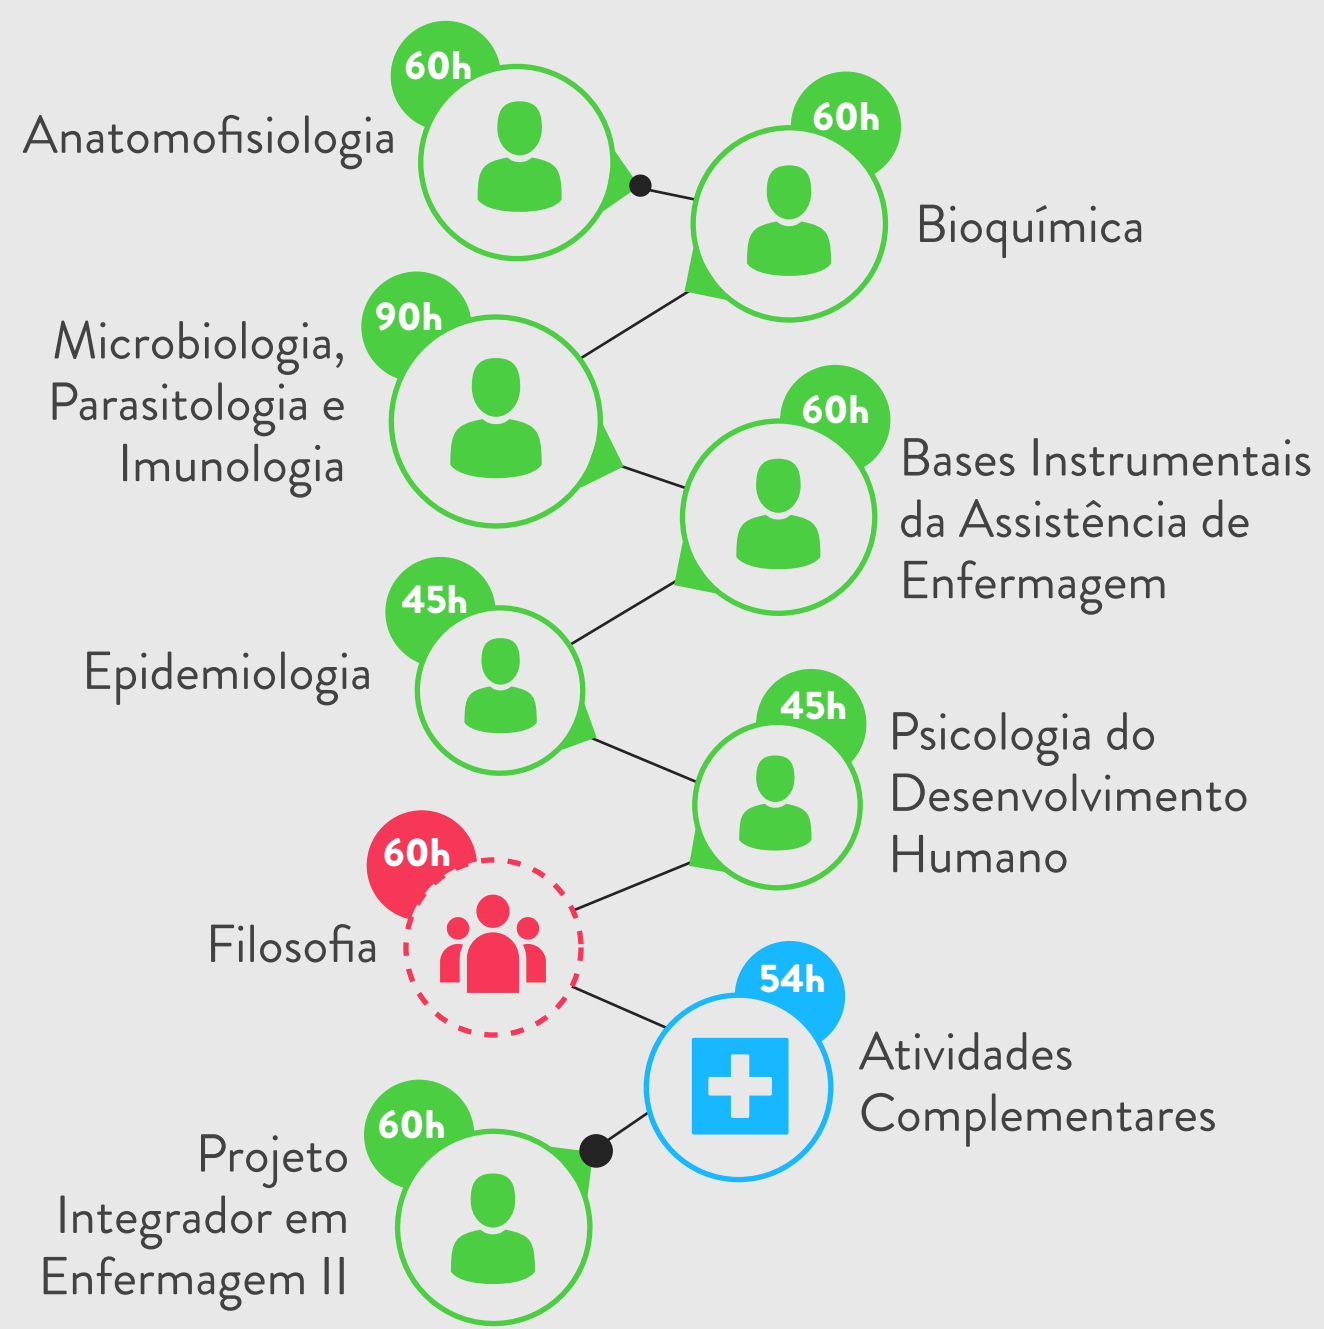 60h
Anatomofisiologia
60h
Bioquímica
90h
Microbiologia,
Parasitologia e
Imunologia
60h
Bases Instrumentais
da Assistência de
Enfermagem
45h
Epidemiologia
45h
Psicologia do
Desenvolvimento
Humano
60h
Filosofia
54h
Atividades
Complementares
60h
Projeto
Integrador em
Enfermagem II